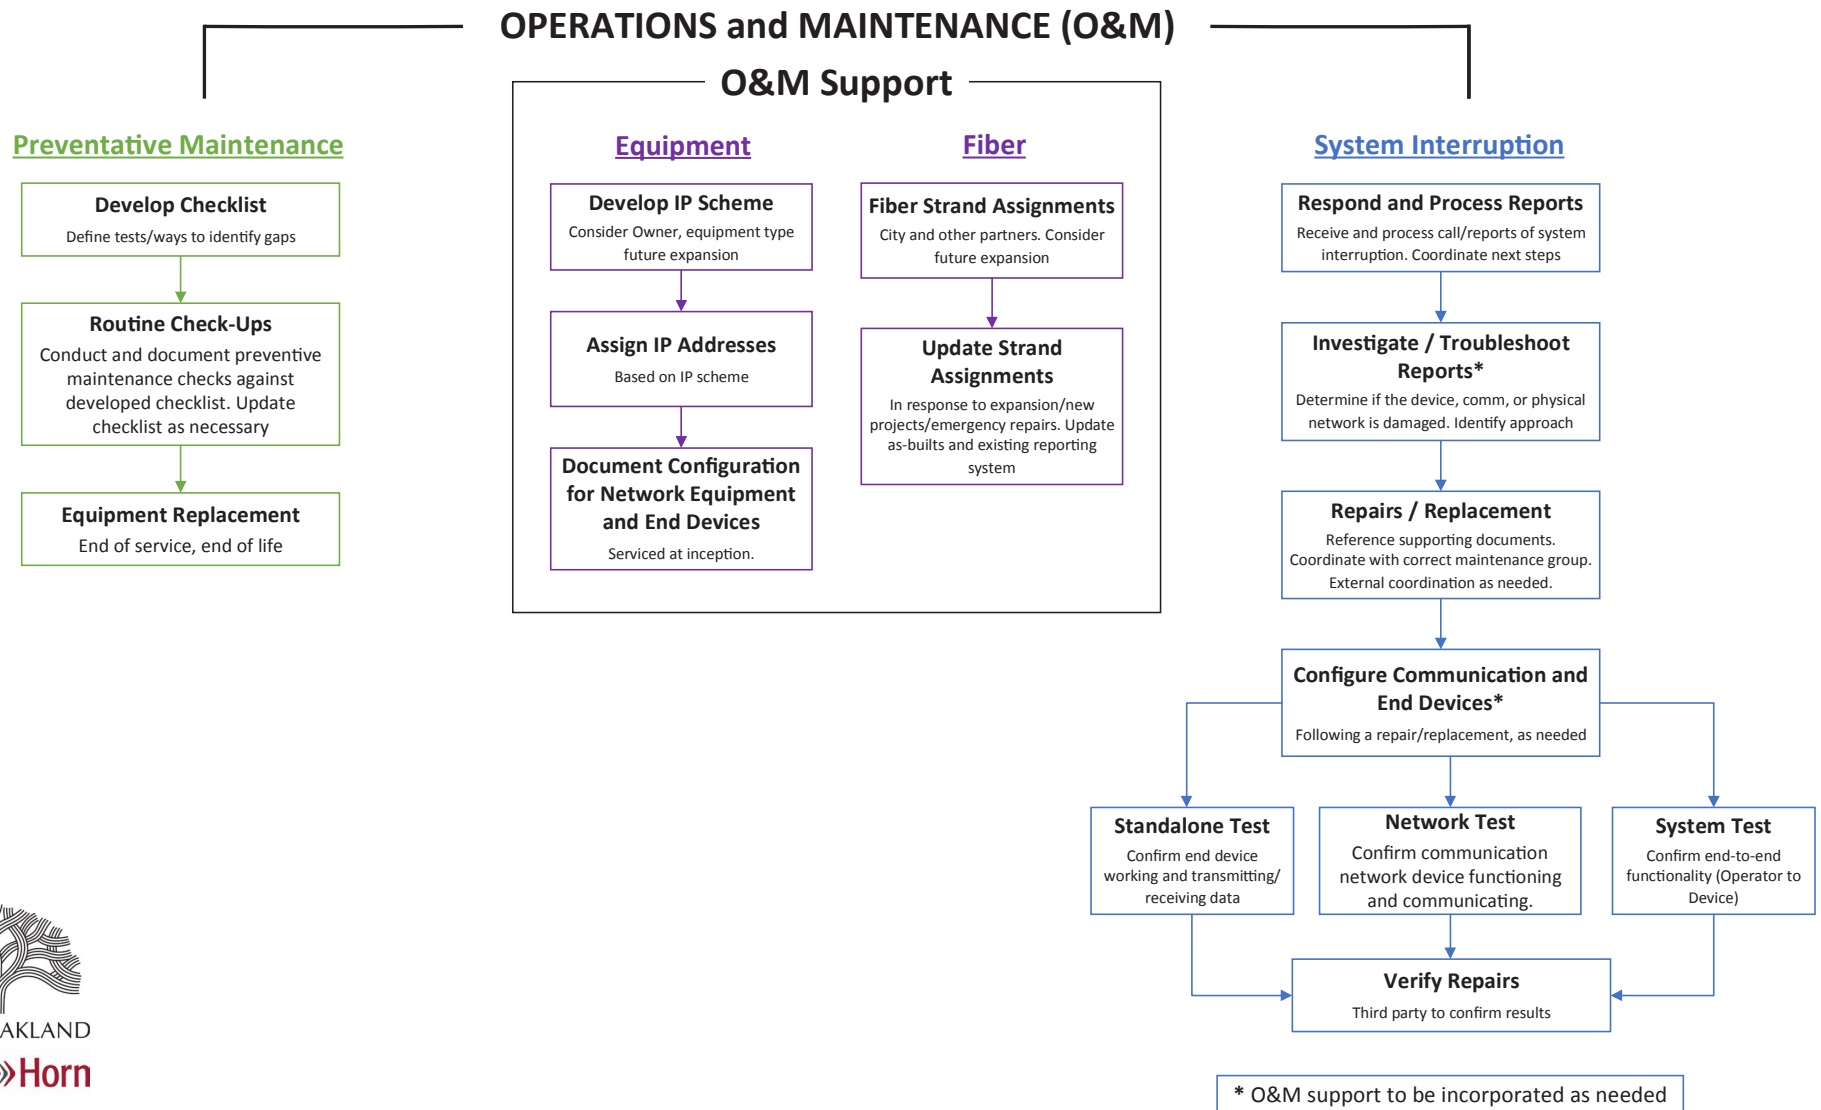 OPERATIONS and MAINTENANCE (O&M)
O&M Support
Preventative Maintenance
Develop Checklist
Define tests/ways to identify gaps
Routine Check-Ups
Conduct and document preventive
maintenance checks against
developed checklist. Update
checklist as necessary
Equipment Replacement
End of service, end of life
Equipment
Develop IP Scheme
Consider Owner, equipment type
future expansion
Assign IP Addresses
Based on IP scheme
Document Configuration
for Network Equipment
and End Devices
Serviced at inception.
Fiber
Fiber Strand Assignments
City and other partners. Consider
future expansion
Update Strand
Assignments
In response to expansion/new
projects/emergency repairs. Update
as-builts and existing reporting
system
System Interruption
Respond and Process Reports
Receive and process call/reports of system
interruption. Coordinate next steps
Investigate / Troubleshoot
Reports*
Determine if the device, comm, or physical
network is damaged. Identify approach
Repairs / Replacement
Reference supporting documents.
Coordinate with correct maintenance group.
External coordination as needed.
Configure Communication and
End Devices*
Following a repair/replacement, as needed
Standalone Test
Confirm end device
working and transmitting/
receiving data
Network Test
Confirm communication
network device functioning
and communicating.
System Test
Confirm end-to-end
functionality (Operator to
Device)
Verify Repairs
Third party to confirm results
* O&M support to be incorporated as needed
AKLAND
Horn